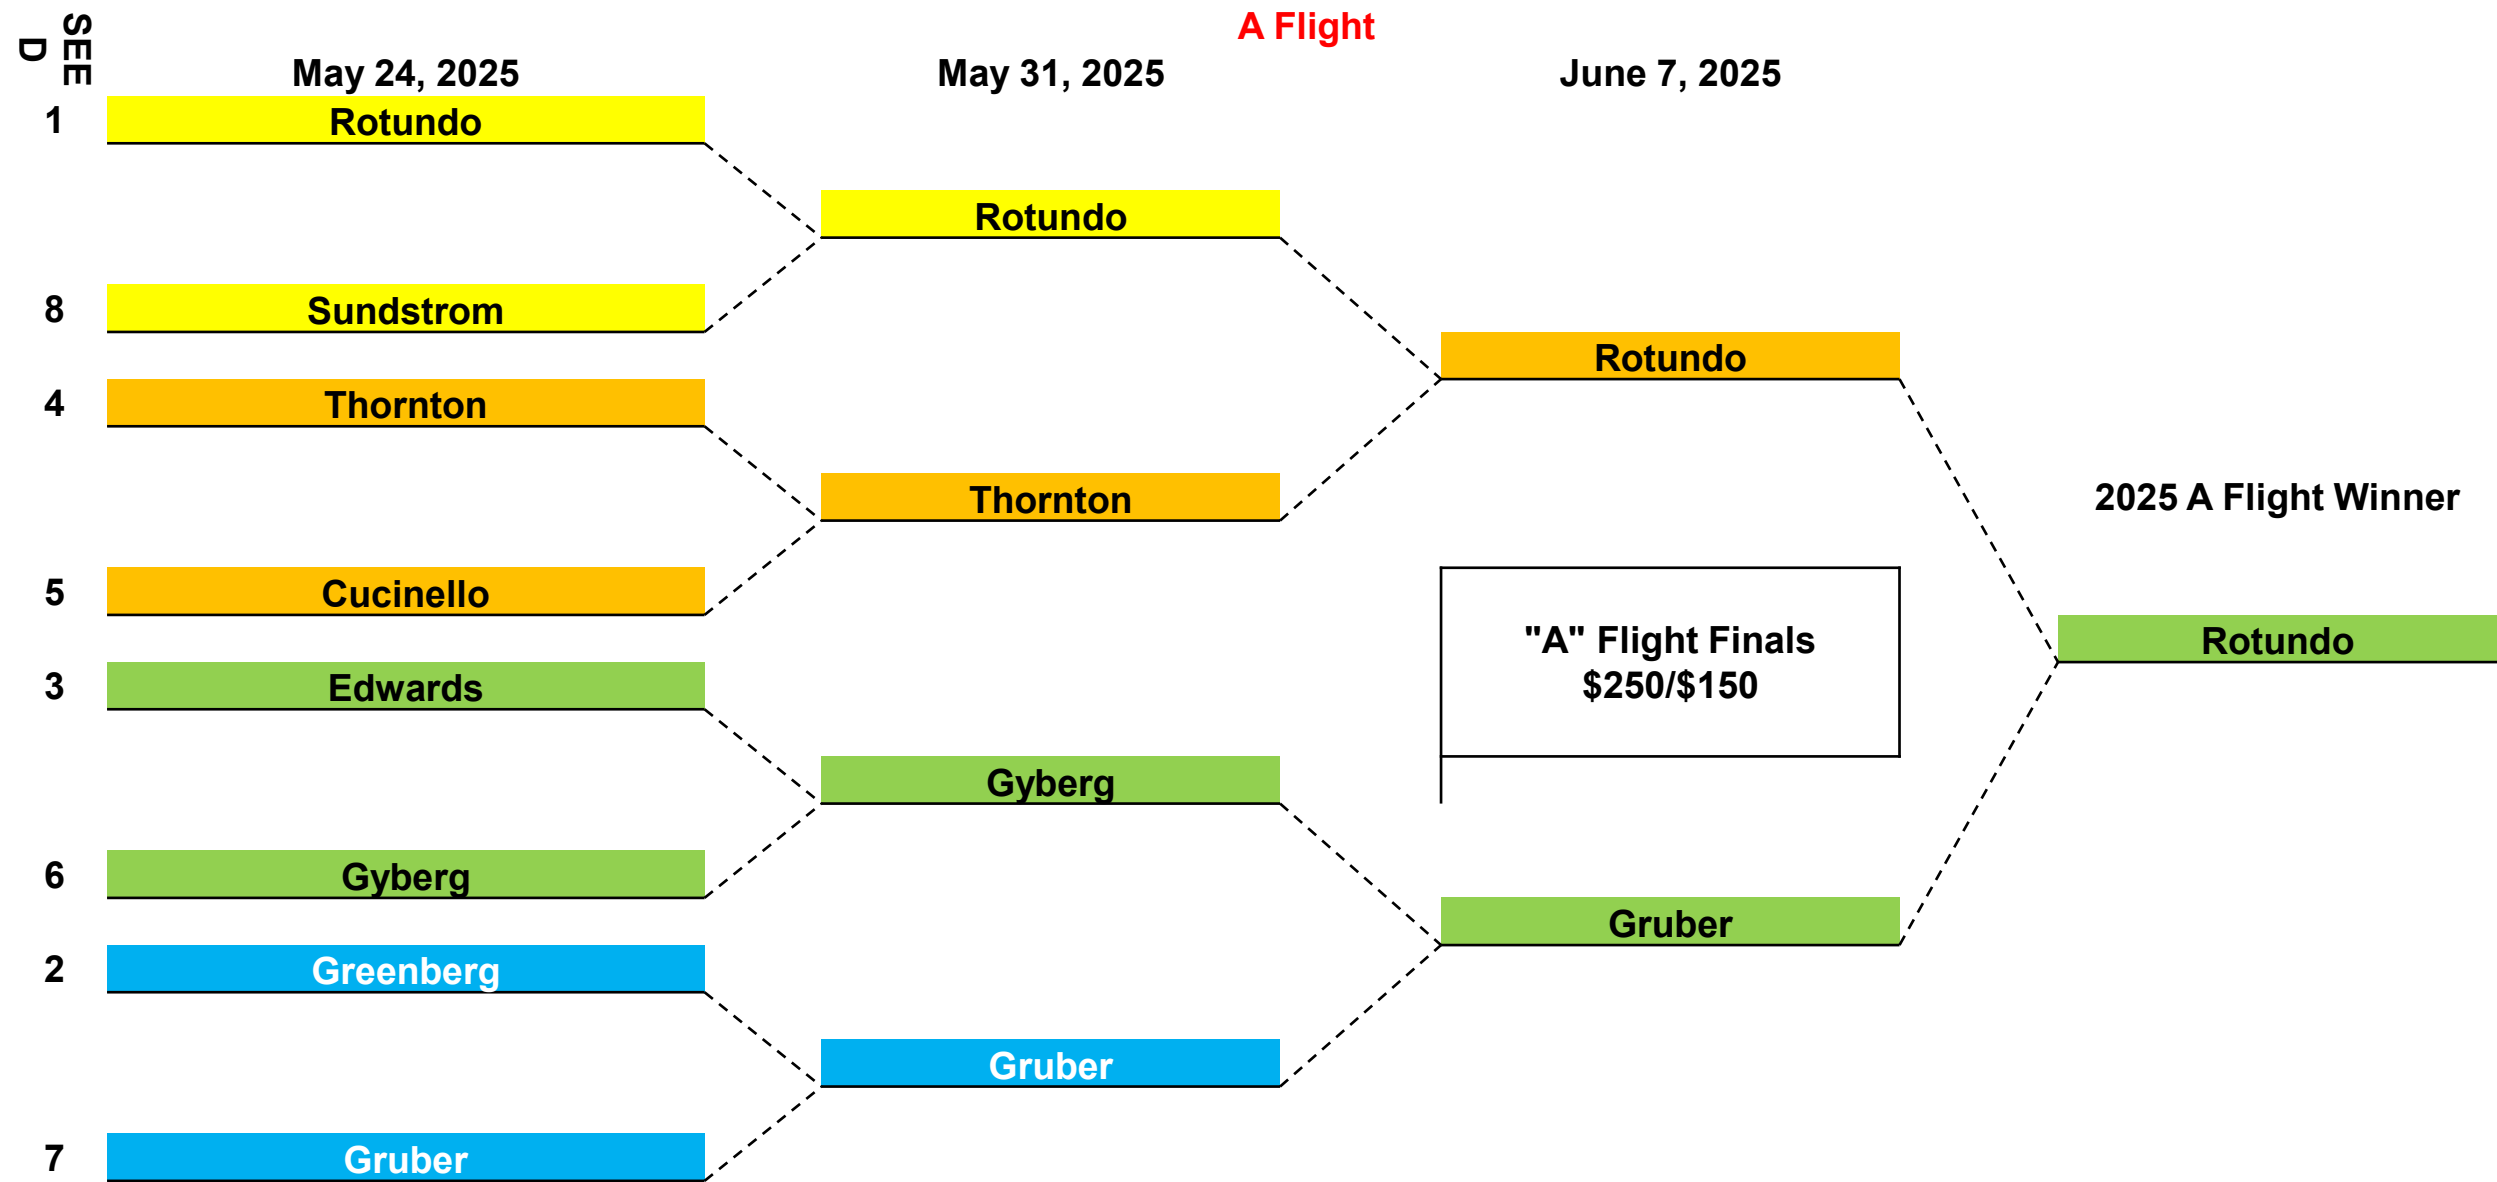 A Flight
SEE
D
May 24, 2025
May 31, 2025
June 7, 2025
1
Rotundo
Rotundo
8
Sundstrom
Rotundo
4
Thornton
2025 A Flight Winner
Thornton
5
Cucinello
"A" Flight Finals
$250/$150
Rotundo
3
Edwards
Gyberg
6
Gyberg
Gruber
2
Greenberg
Gruber
7
Gruber